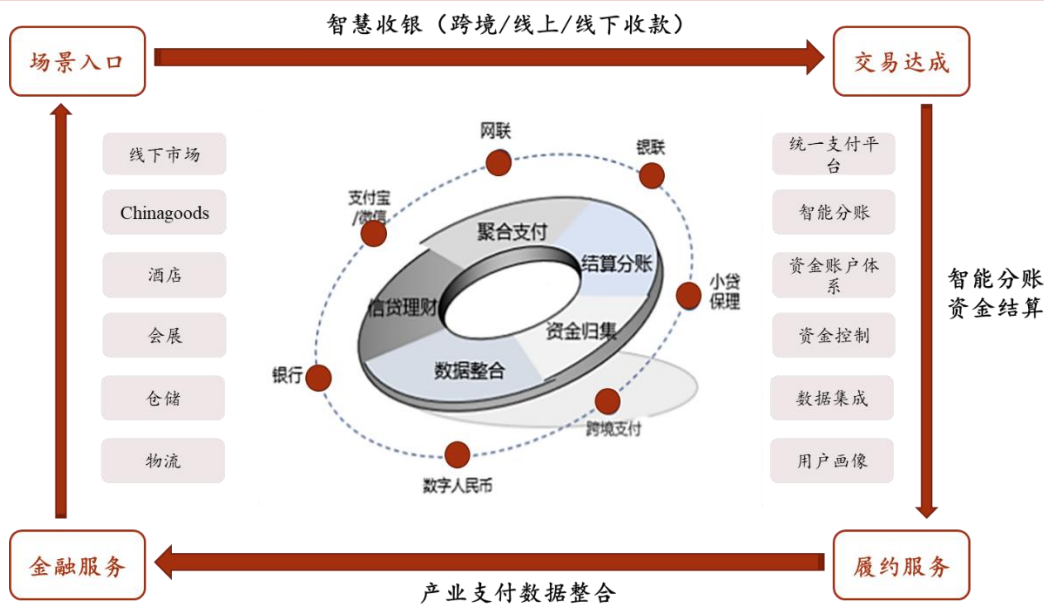 智慧收银（跨境/线上/线下收款）
场景入口
交易达成
线下市场
Chinagoods
酒店
会展
仓储
物流
网联
银联
支付宝
/微信
小贷
保理
银行
跨境支付
数字人民币
聚合支付
结算分账
信贷理财
资金归集
数据整合
统一支付平
台
智能分账
资金账户体
系
资金控制
数据集成
用户画像
智能分账
资金结算
金融服务
履约服务
产业支付数据整合